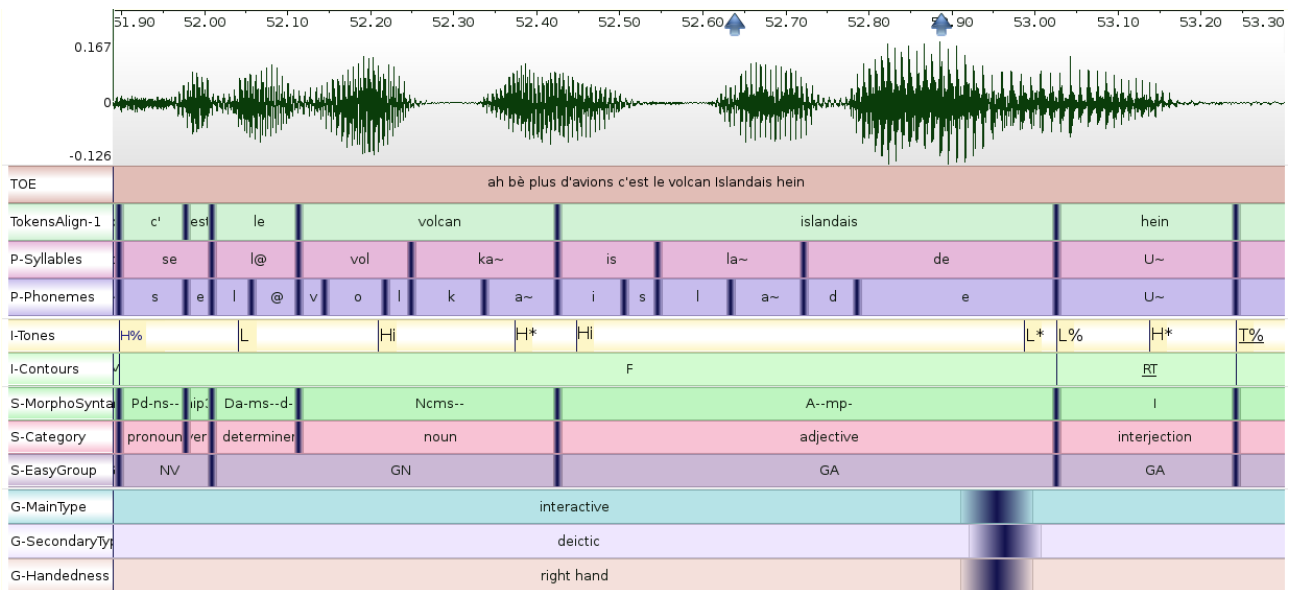 51.90 52.00 52.10 52.20 52.30 52.40 52.50 52.60 52.70 52.80 52.90 53.00 53.10 53.20 53.30
0.167
0
-0.126
TOE ah bè plus d'avions c'est le volcan Islandais hein
TokensAlign-1 c' est le volcan islandais hein
P-Syllables se l@ vol ka~ is la~ de U~
P-Phonemes s e l @ v o l k a~ i s l a~ d e U~
I-Tones H% L Hi H* Hi L* L% H* T%
I-Contours F RT
S-MorphoSynta Pd-ns-- Da-ms--d- Ncms-- A--mp- I
S-Category pronoun ver determiner noun adjective interjection
S-EasyGroup NV GN GA GA
G-MainType interactive
G-SecondaryTyp deictic
G-Handedness right hand